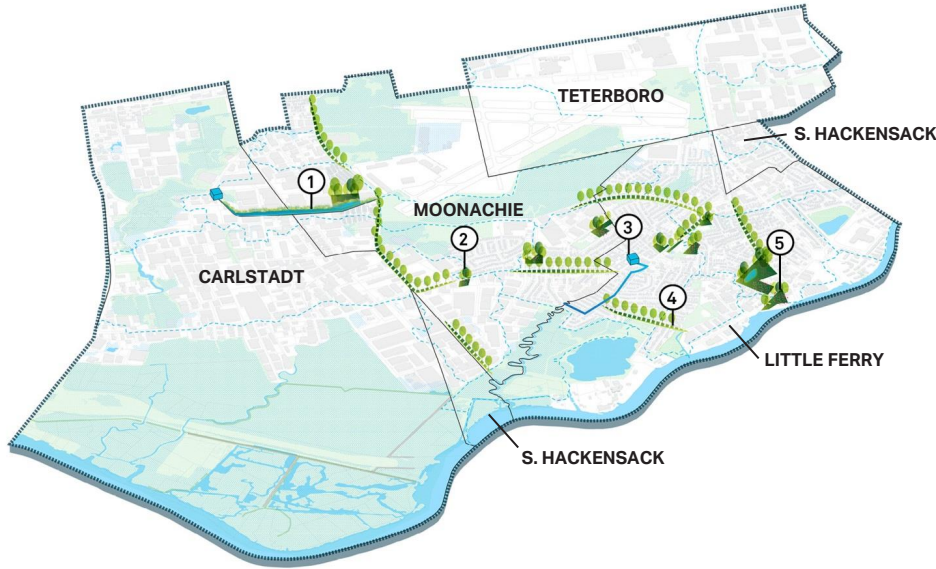 TETERBORO
S. HACKENSACK
1
MOONACHIE
2
3
5
CARLSTADT
4
LITTLE FERRY
S. HACKENSACK